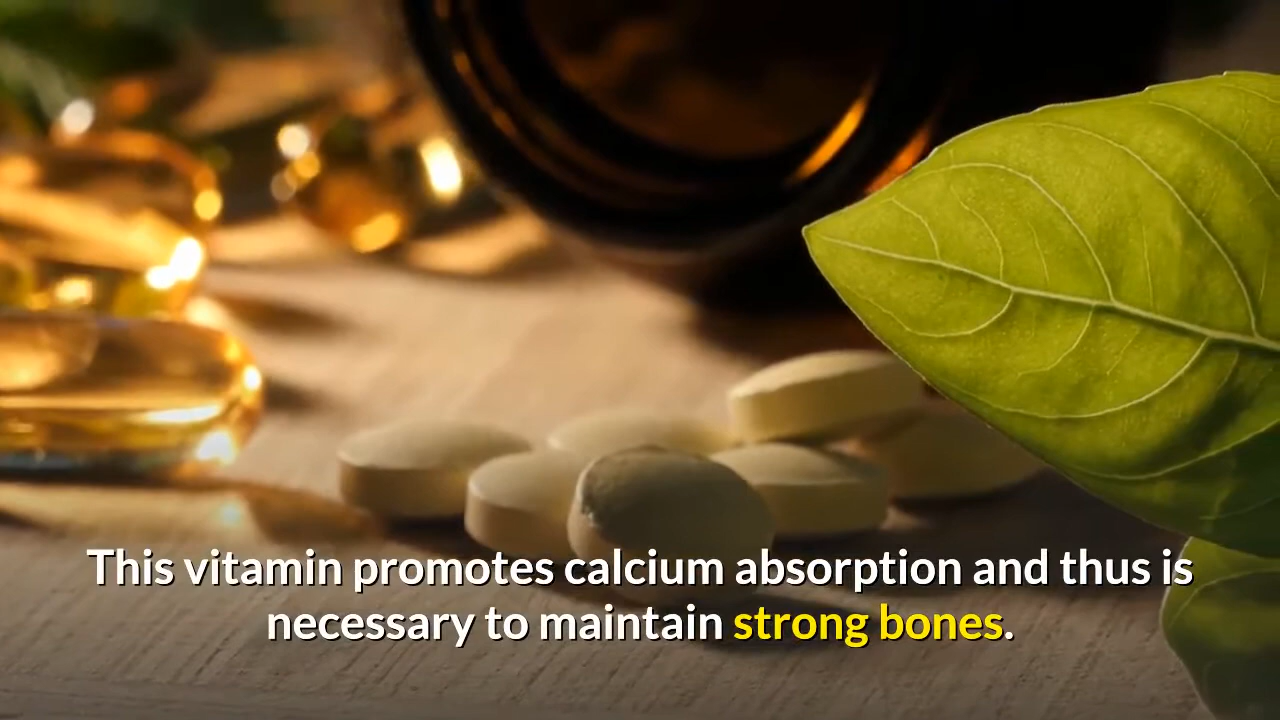 This vitamin promotes calcium absorption and thus is
necessary to maintain strong bones.